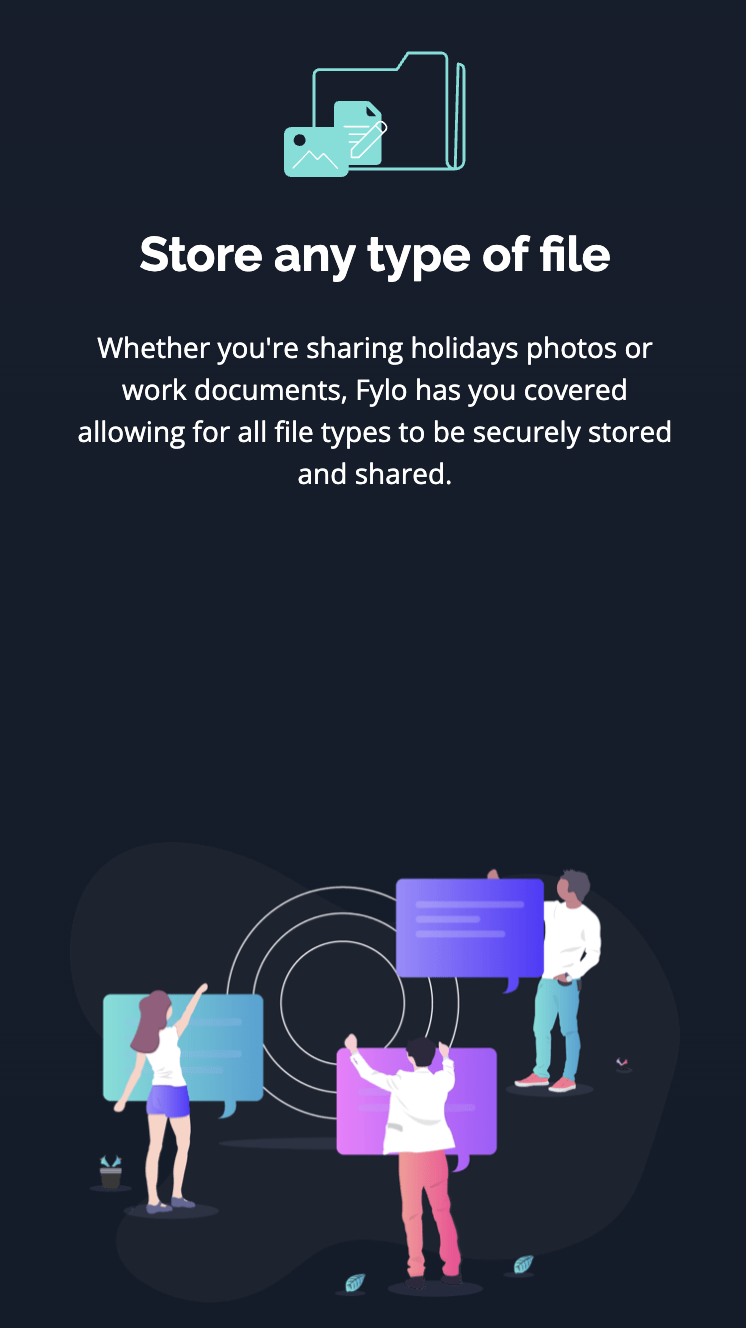 Store any type of file
Whether you're sharing holidays photos or
work documents, Fylo has you covered
allowing for all file types to be securely stored
and shared.